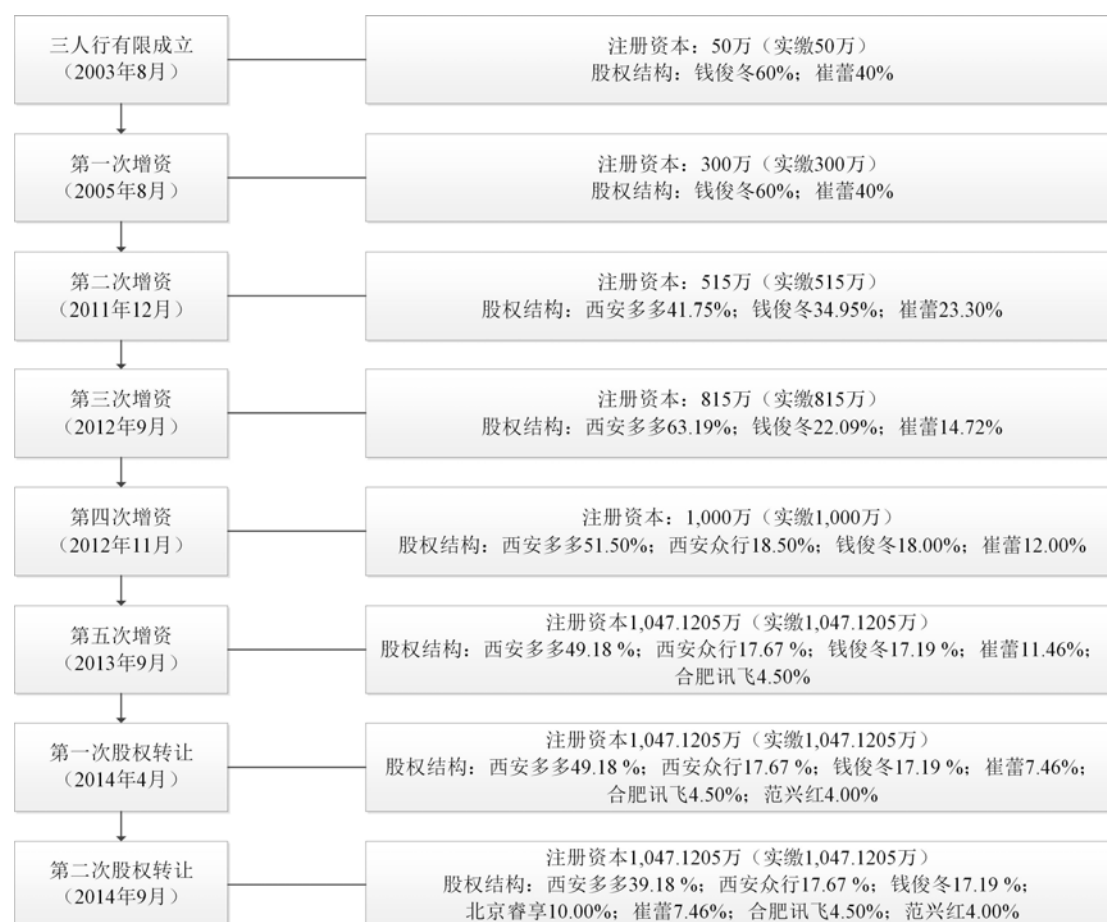 三人行有限成立
（2003年8月）
注册资本：50万（实缴50万）
股权结构：钱俊冬60%；崔蕾40%
第一次增资
（2005年8月）
注册资本：300万（实缴300万）
股权结构：钱俊冬60%；崔蕾40%
第二次增资
（2011年12月）
注册资本：515万（实缴515万）
股权结构：西安多多41.75%；钱俊冬34.95%；崔蕾23.30%
第三次增资
（2012年9月）
注册资本：815万（实缴815万）
股权结构：西安多多63.19%；钱俊冬22.09%；崔蕾14.72%
第四次增资
（2012年11月）
注册资本：1,000万（实缴1,000万）
股权结构：西安多多51.50%；西安众行18.50%；钱俊冬18.00%；崔蕾12.00%
第五次增资
（2013年9月）
注册资本1,047.1205万（实缴1,047.1205万）
股权结构：西安多多49.18 %；西安众行17.67 %；钱俊冬17.19 %；崔蕾11.46%；
合肥讯飞4.50%
第一次股权转让
（2014年4月）
注册资本1,047.1205万（实缴1,047.1205万）
股权结构：西安多多49.18 %；西安众行17.67 %；钱俊冬17.19 %；崔蕾7.46%；
合肥讯飞4.50%；范兴红4.00%
第二次股权转让
（2014年9月）
注册资本1,047.1205万（实缴1,047.1205万）
股权结构：西安多多39.18 %；西安众行17.67 %；钱俊冬17.19 %；
北京睿享10.00%；崔蕾7.46%；合肥讯飞4.50%；范兴红4.00%